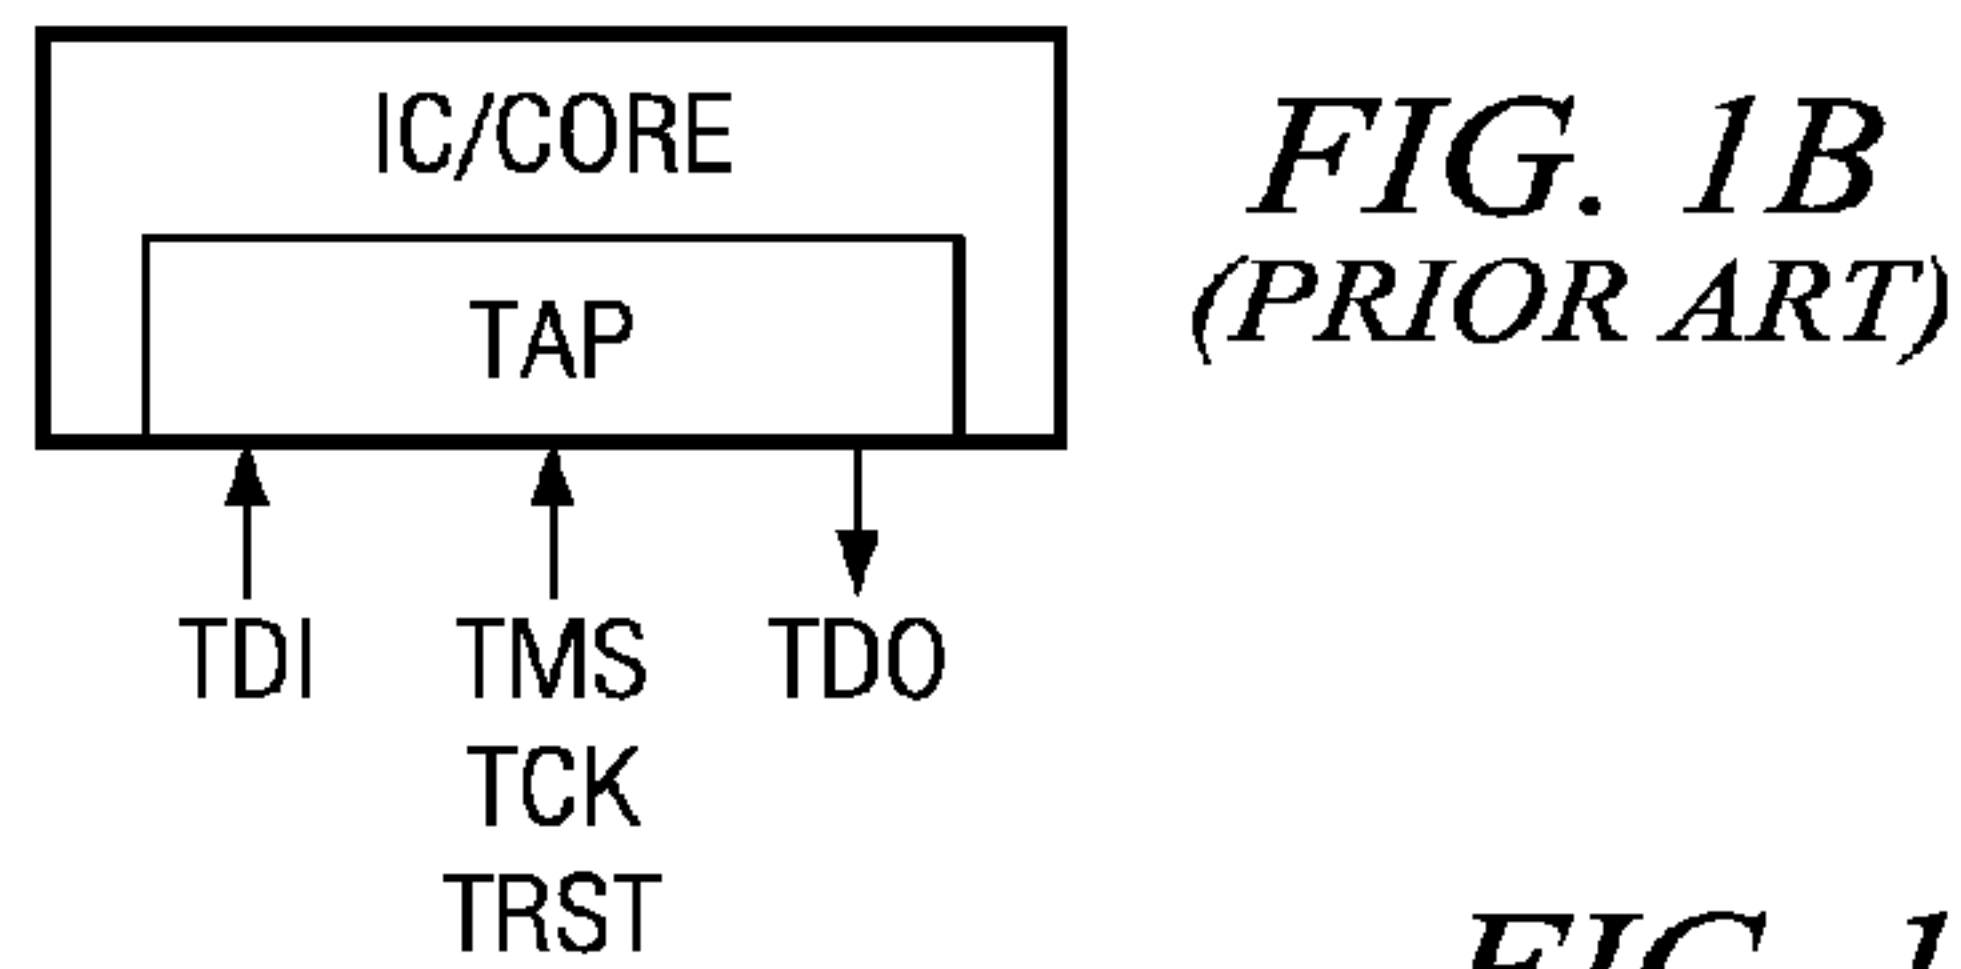 IC/CORE
FIG. 1B
(PRIOR ART)
TAP
TDI TMS TDO
TCK
TRST